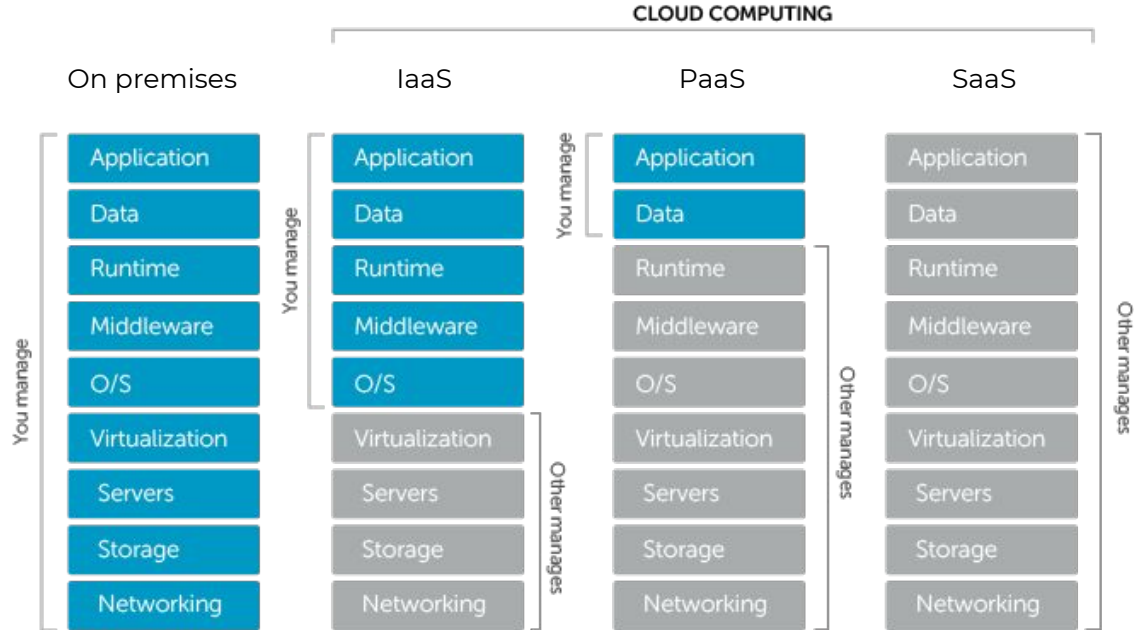 CLOUD COMPUTING
On premises
IaaS
PaaS
SaaS
You manage
Application
Data
Runtime
Middleware
O/S
Virtualization
Servers
Storage
Networking
You manage
Application
Data
Runtime
Middleware
O/S
Virtualization
Servers
Storage
Networking
Other manages
You manage
Application
Data
Runtime
Middleware
O/S
Virtualization
Servers
Storage
Networking
Other manages
Application
Data
Runtime
Middleware
O/S
Virtualization
Servers
Storage
Networking
Other manages